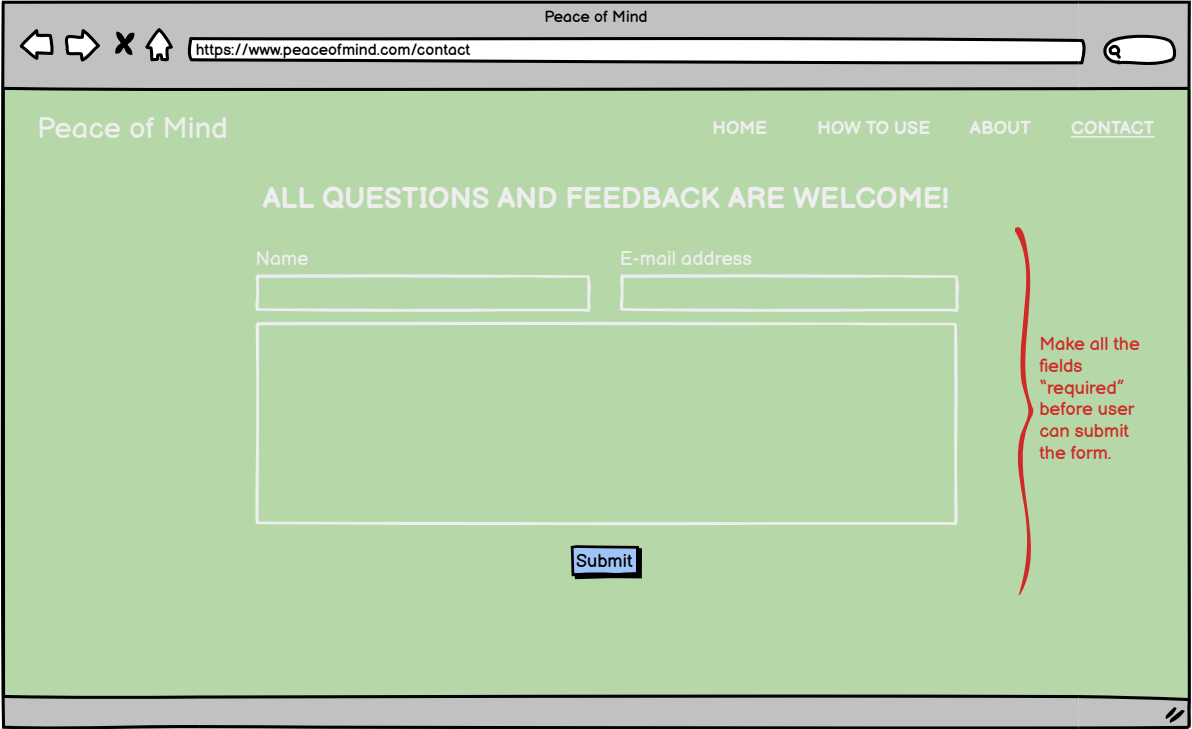 Peace of Mind
https://www.peaceofmind.com/contact
Peace of Mind
HOME
HOW TO USE
ABOUT
CONTACT
ALL QUESTIONS AND FEEDBACK ARE WELCOME!
Name
E-mail address
Make all the
fields
“required”
before user
can submit
the form.
Submit